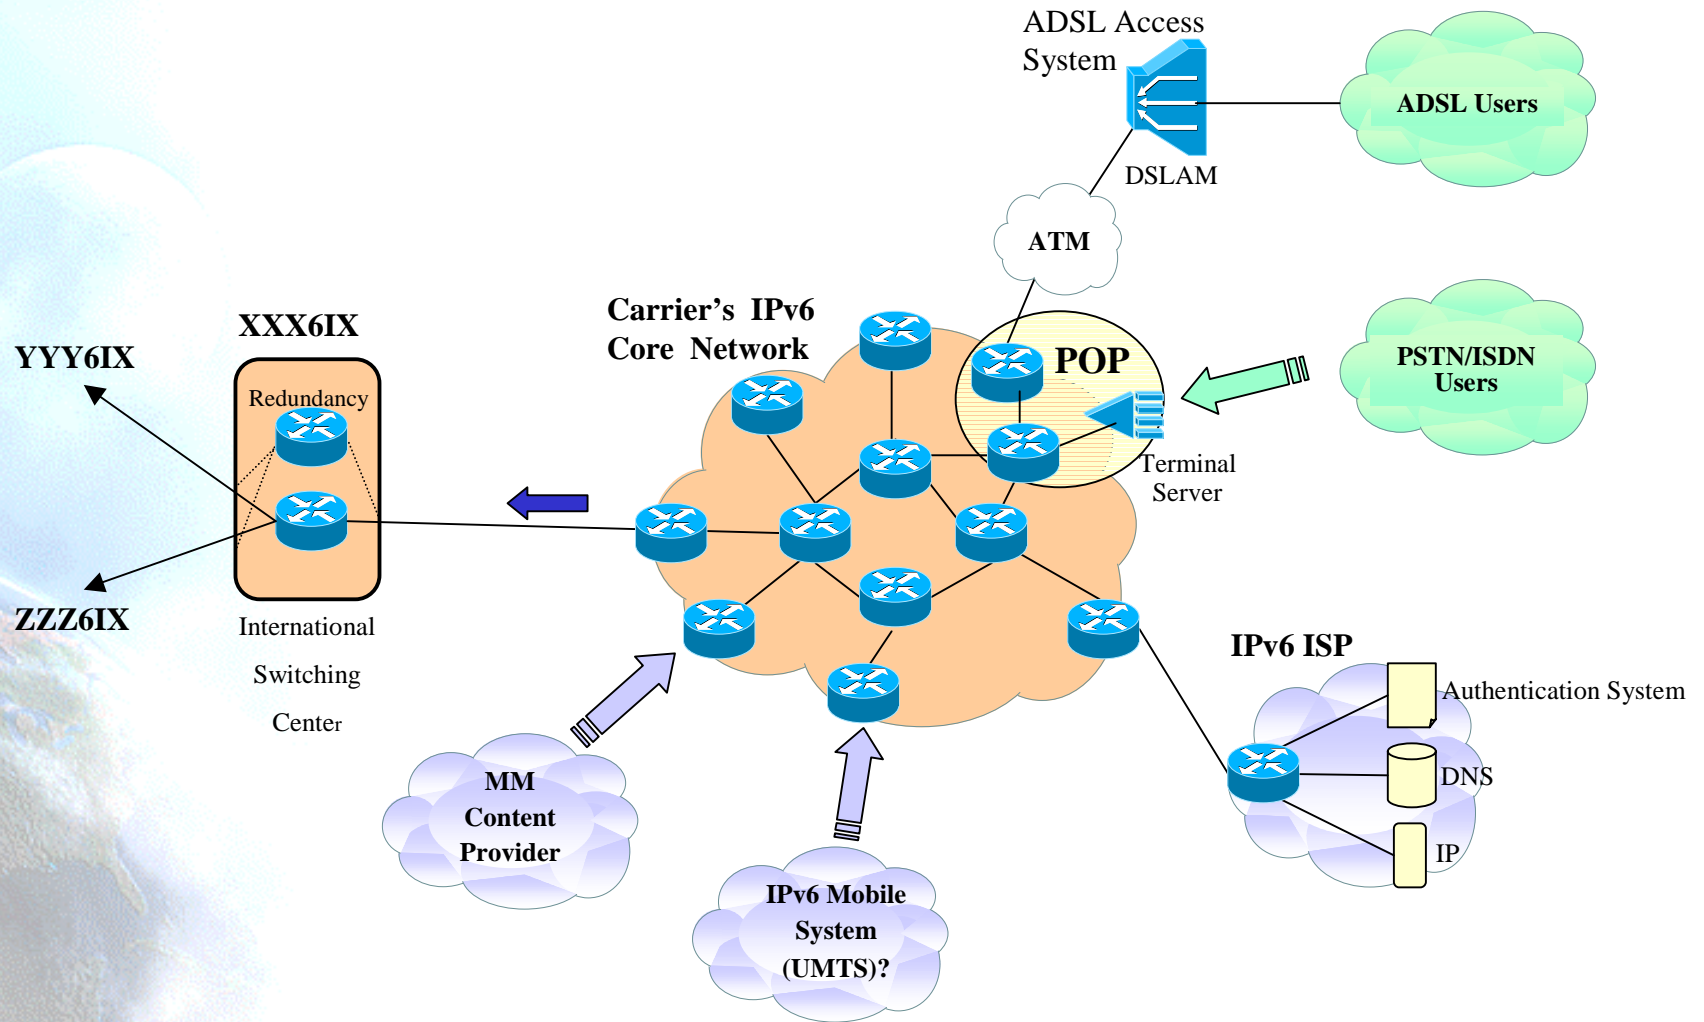 ADSL Access
System
ADSL Users
DSLAM
ATM
Carrier's IPv6
Core Network
XXX6IX
YYY6IX
POP
PSTN/ISDN
Users
Redundancy
Terminal
Server
ZZZ6IX
International
Switching
Center
IPv6 ISP
Authentication System
MM
Content
Provider
DNS
IP
IPv6 Mobile
System
(UMTS)?